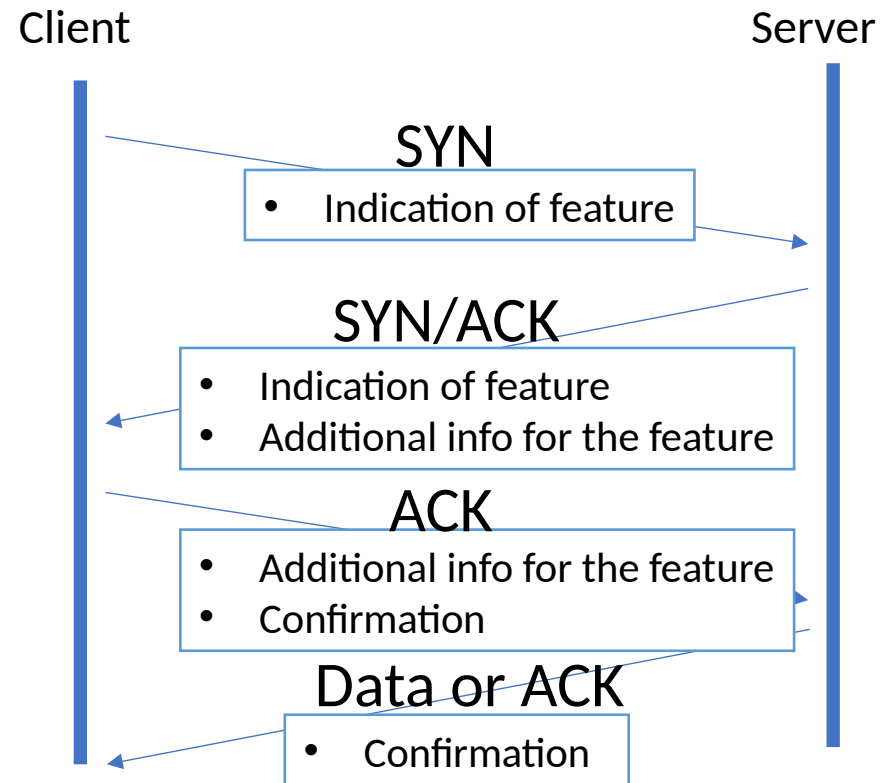 Client
Server
SYN
• Indication of feature
SYN/ACK
• Indication of feature
• Additional info for the feature
ACK
• Additional info for the feature
• Confirmation
Data or ACK
• Confirmation